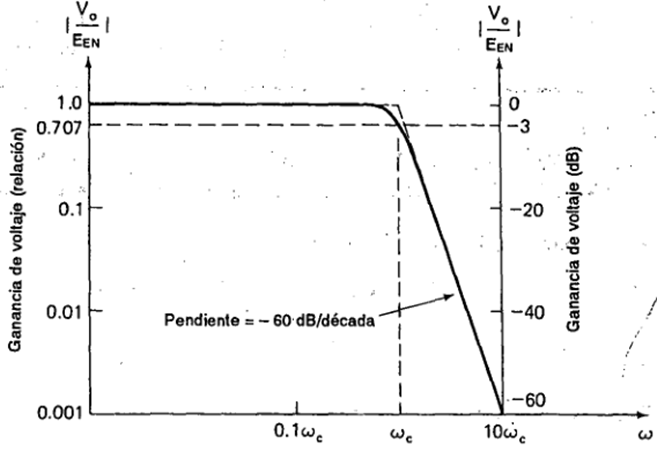 | Vo / EEN |
| Vo / EEN |
1.0
0
0.707
-3
0.1
-20
0.01
-40
0.001
-60
Ganancia de voltaje (relación)
Ganancia de voltaje (dB)
Pendiente = - 60 dB/década
0.1ωc
ωc
10ωc
ω